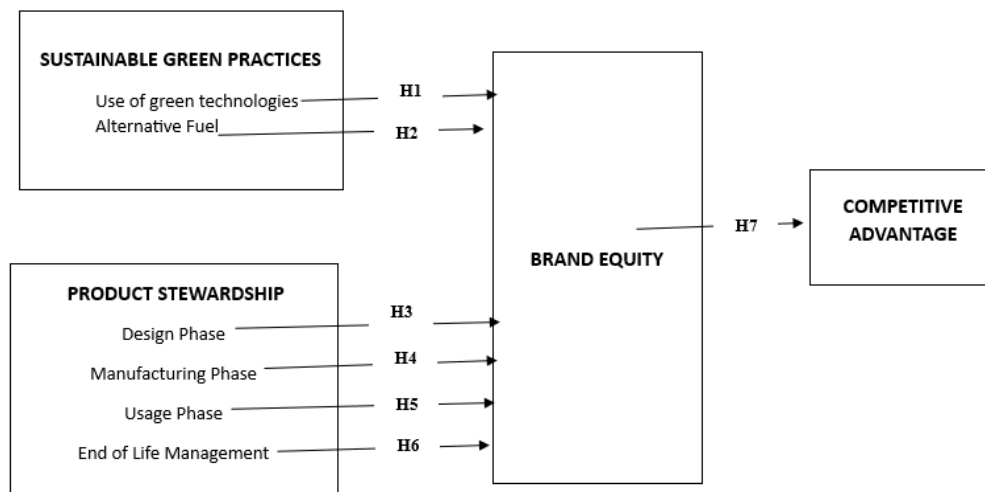 SUSTAINABLE GREEN PRACTICES
Use of green technologies
H1
Alternative Fuel
H2
PRODUCT STEWARDSHIP
Design Phase
H3
Manufacturing Phase
H4
Usage Phase
H5
End of Life Management
H6
BRAND EQUITY
H7
COMPETITIVE
ADVANTAGE